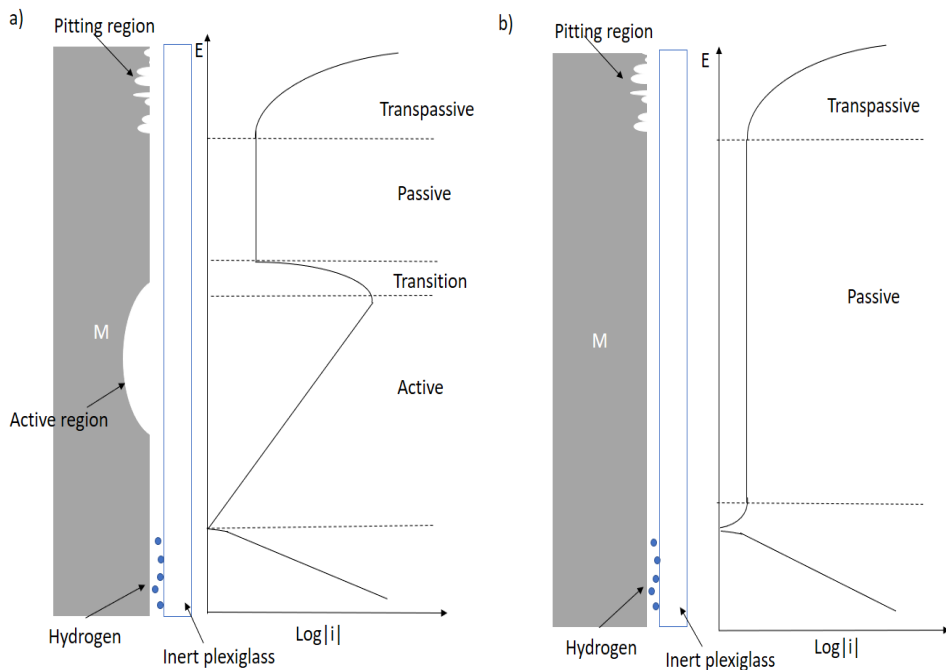 a)
Pitting region
E
Transpassive
Passive
Transition
M
Active
Active region
Hydrogen
Inert plexiglass
Log|i|
b)
Pitting region
E
Transpassive
Passive
M
Hydrogen
Inert plexiglass
Log|i|